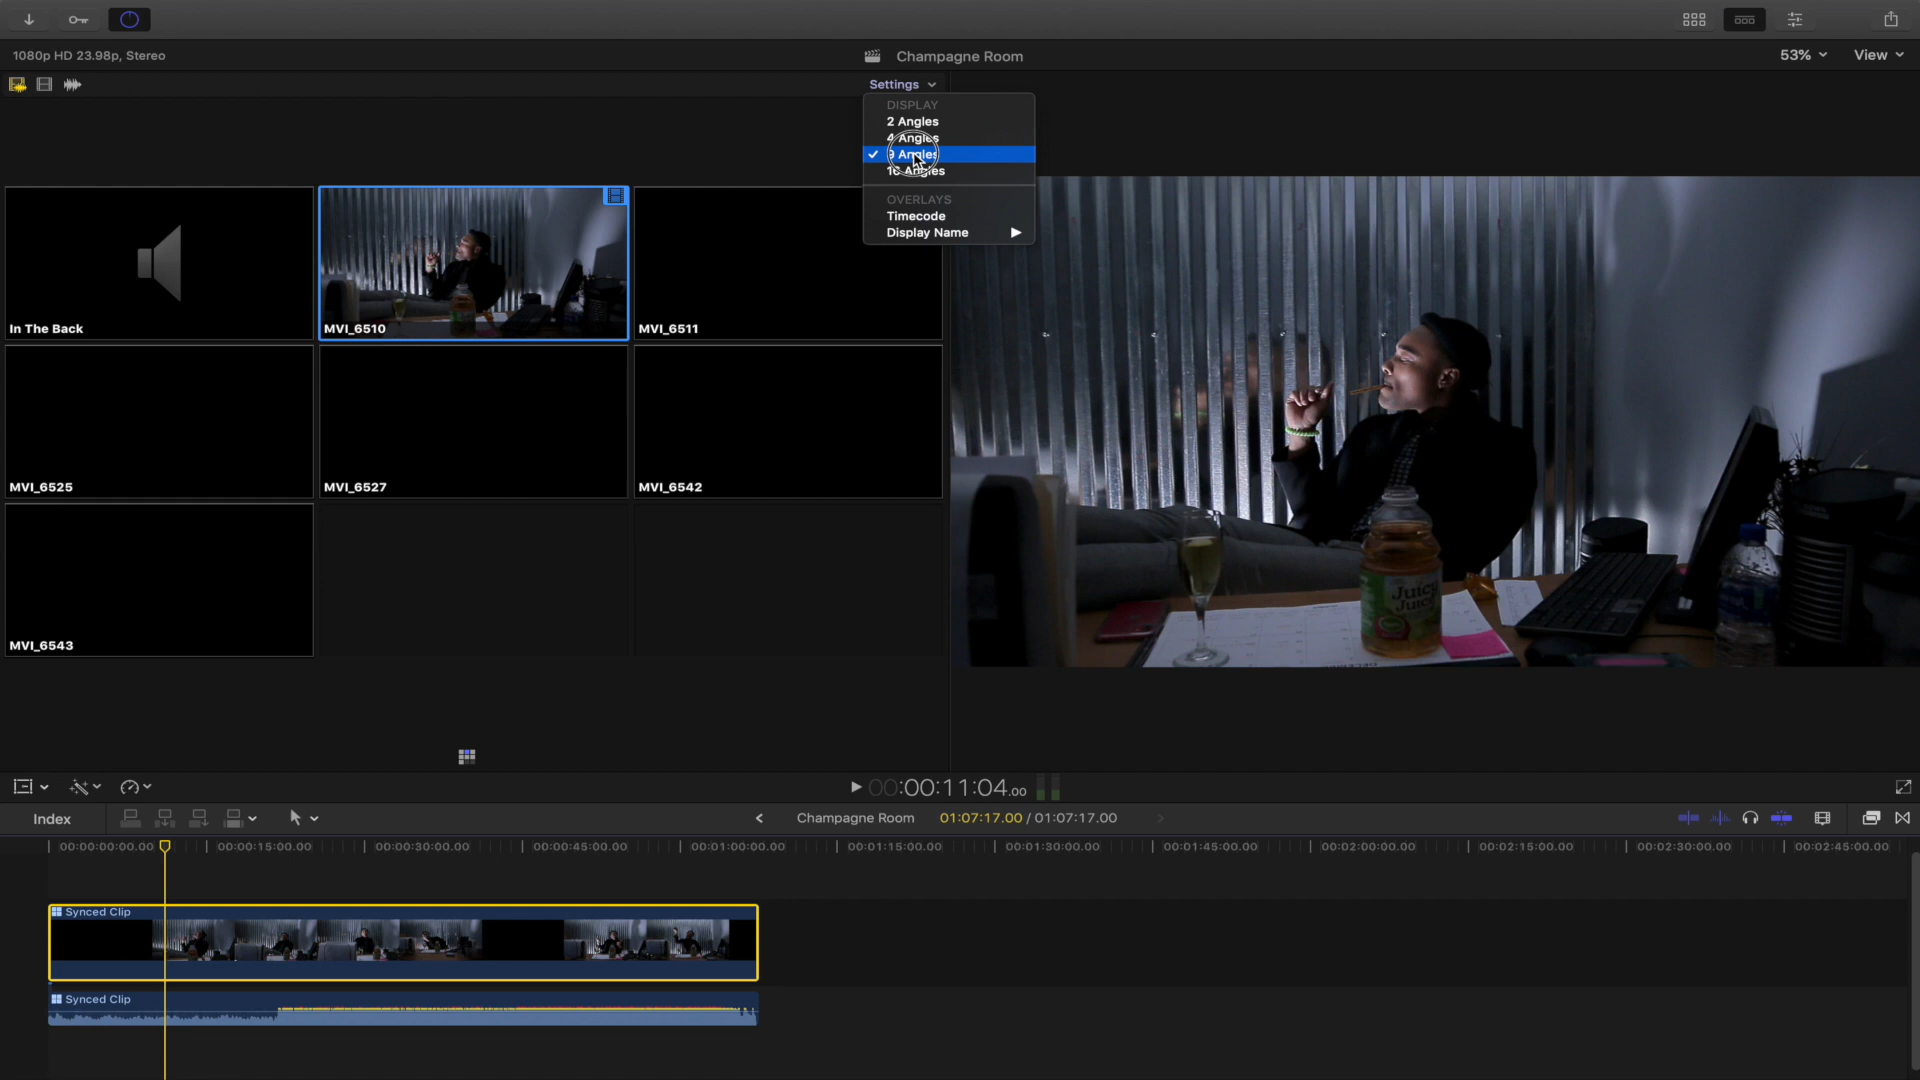 1080p HD 23.98p, Stereo
Champagne Room
53%
View
Settings
DISPLAY
2 Angles
4 Angles
9 Angles
16 Angles
OVERLAYS
Timecode
Display Name
In The Back
MVI_6510
MVI_6511
MVI_6525
MVI_6527
MVI_6542
MVI_6543
Juicy
Juice
00:00:11:04.00
Index
Champagne Room
01:07:17.00 / 01:07:17.00
00:00:00:00.00
00:00:15:00.00
00:00:30:00.00
00:00:45:00.00
00:01:00:00.00
00:01:15:00.00
00:01:30:00.00
00:01:45:00.00
00:02:00:00.00
00:02:15:00.00
00:02:30:00.00
00:02:45:00.00
Synced Clip
Synced Clip